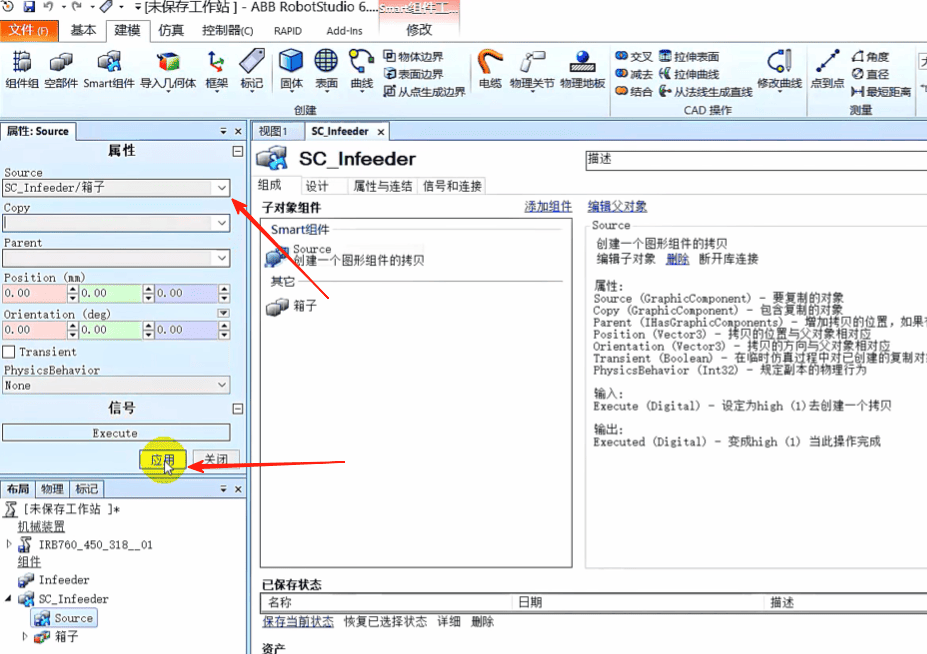 [未保存工作站 ] - ABB RobotStudio 6....
Smart组件工...
文件(F) 基本 建模 仿真 控制器(C) RAPID Add-Ins 修改
组件组 空部件 Smart组件 导入几何体 框架 标记 固体 表面 曲线
物体边界
表面边界
从点生成边界
电缆 物理关节 物理地板
交叉 拉伸表面
减去 拉伸曲线
结合 从法线生成直线
修改曲线 点到点
角度
直径
最短距离
创建 CAD 操作 测量
属性: Source
视图1 SC_Infeeder
属性
Source
SC_Infeeder/箱子
Copy
Parent
Position (mm)
0.00 0.00 0.00
Orientation (deg)
0.00 0.00 0.00
Transient
PhysicsBehavior
None
信号
Execute
应用 关闭
布局 物理 标记
[未保存工作站 ]*
机械装置
IRB760_450_318__01
组件
Infeeder
SC_Infeeder
Source
箱子
SC_Infeeder
描述
组成 设计 属性与连结 信号和连接
子对象组件 添加组件 编辑父对象
Smart组件
Source
创建一个图形组件的拷贝
其它
箱子
Source
创建一个图形组件的拷贝
编辑子对象 删除 断开库连接
属性:
Source (GraphicComponent) - 要复制的对象
Copy (GraphicComponent) - 包含复制的对象
Parent (IHasGraphicComponents) - 增加拷贝的位置，如果
Position (Vector3) - 拷贝的位置与父对象相对应
Orientation (Vector3) - 拷贝的方向与父对象相对应
Transient (Boolean) - 在临时仿真过程中对已创建的复制对
PhysicsBehavior (Int32) - 规定副本的物理行为
输入:
Execute (Digital) - 设定为high (1)去创建一个拷贝
输出:
Executed (Digital) - 变成high (1) 当此操作完成
已保存状态
名称 日期 描述
保存当前状态 恢复已选择状态 详细 删除
资产